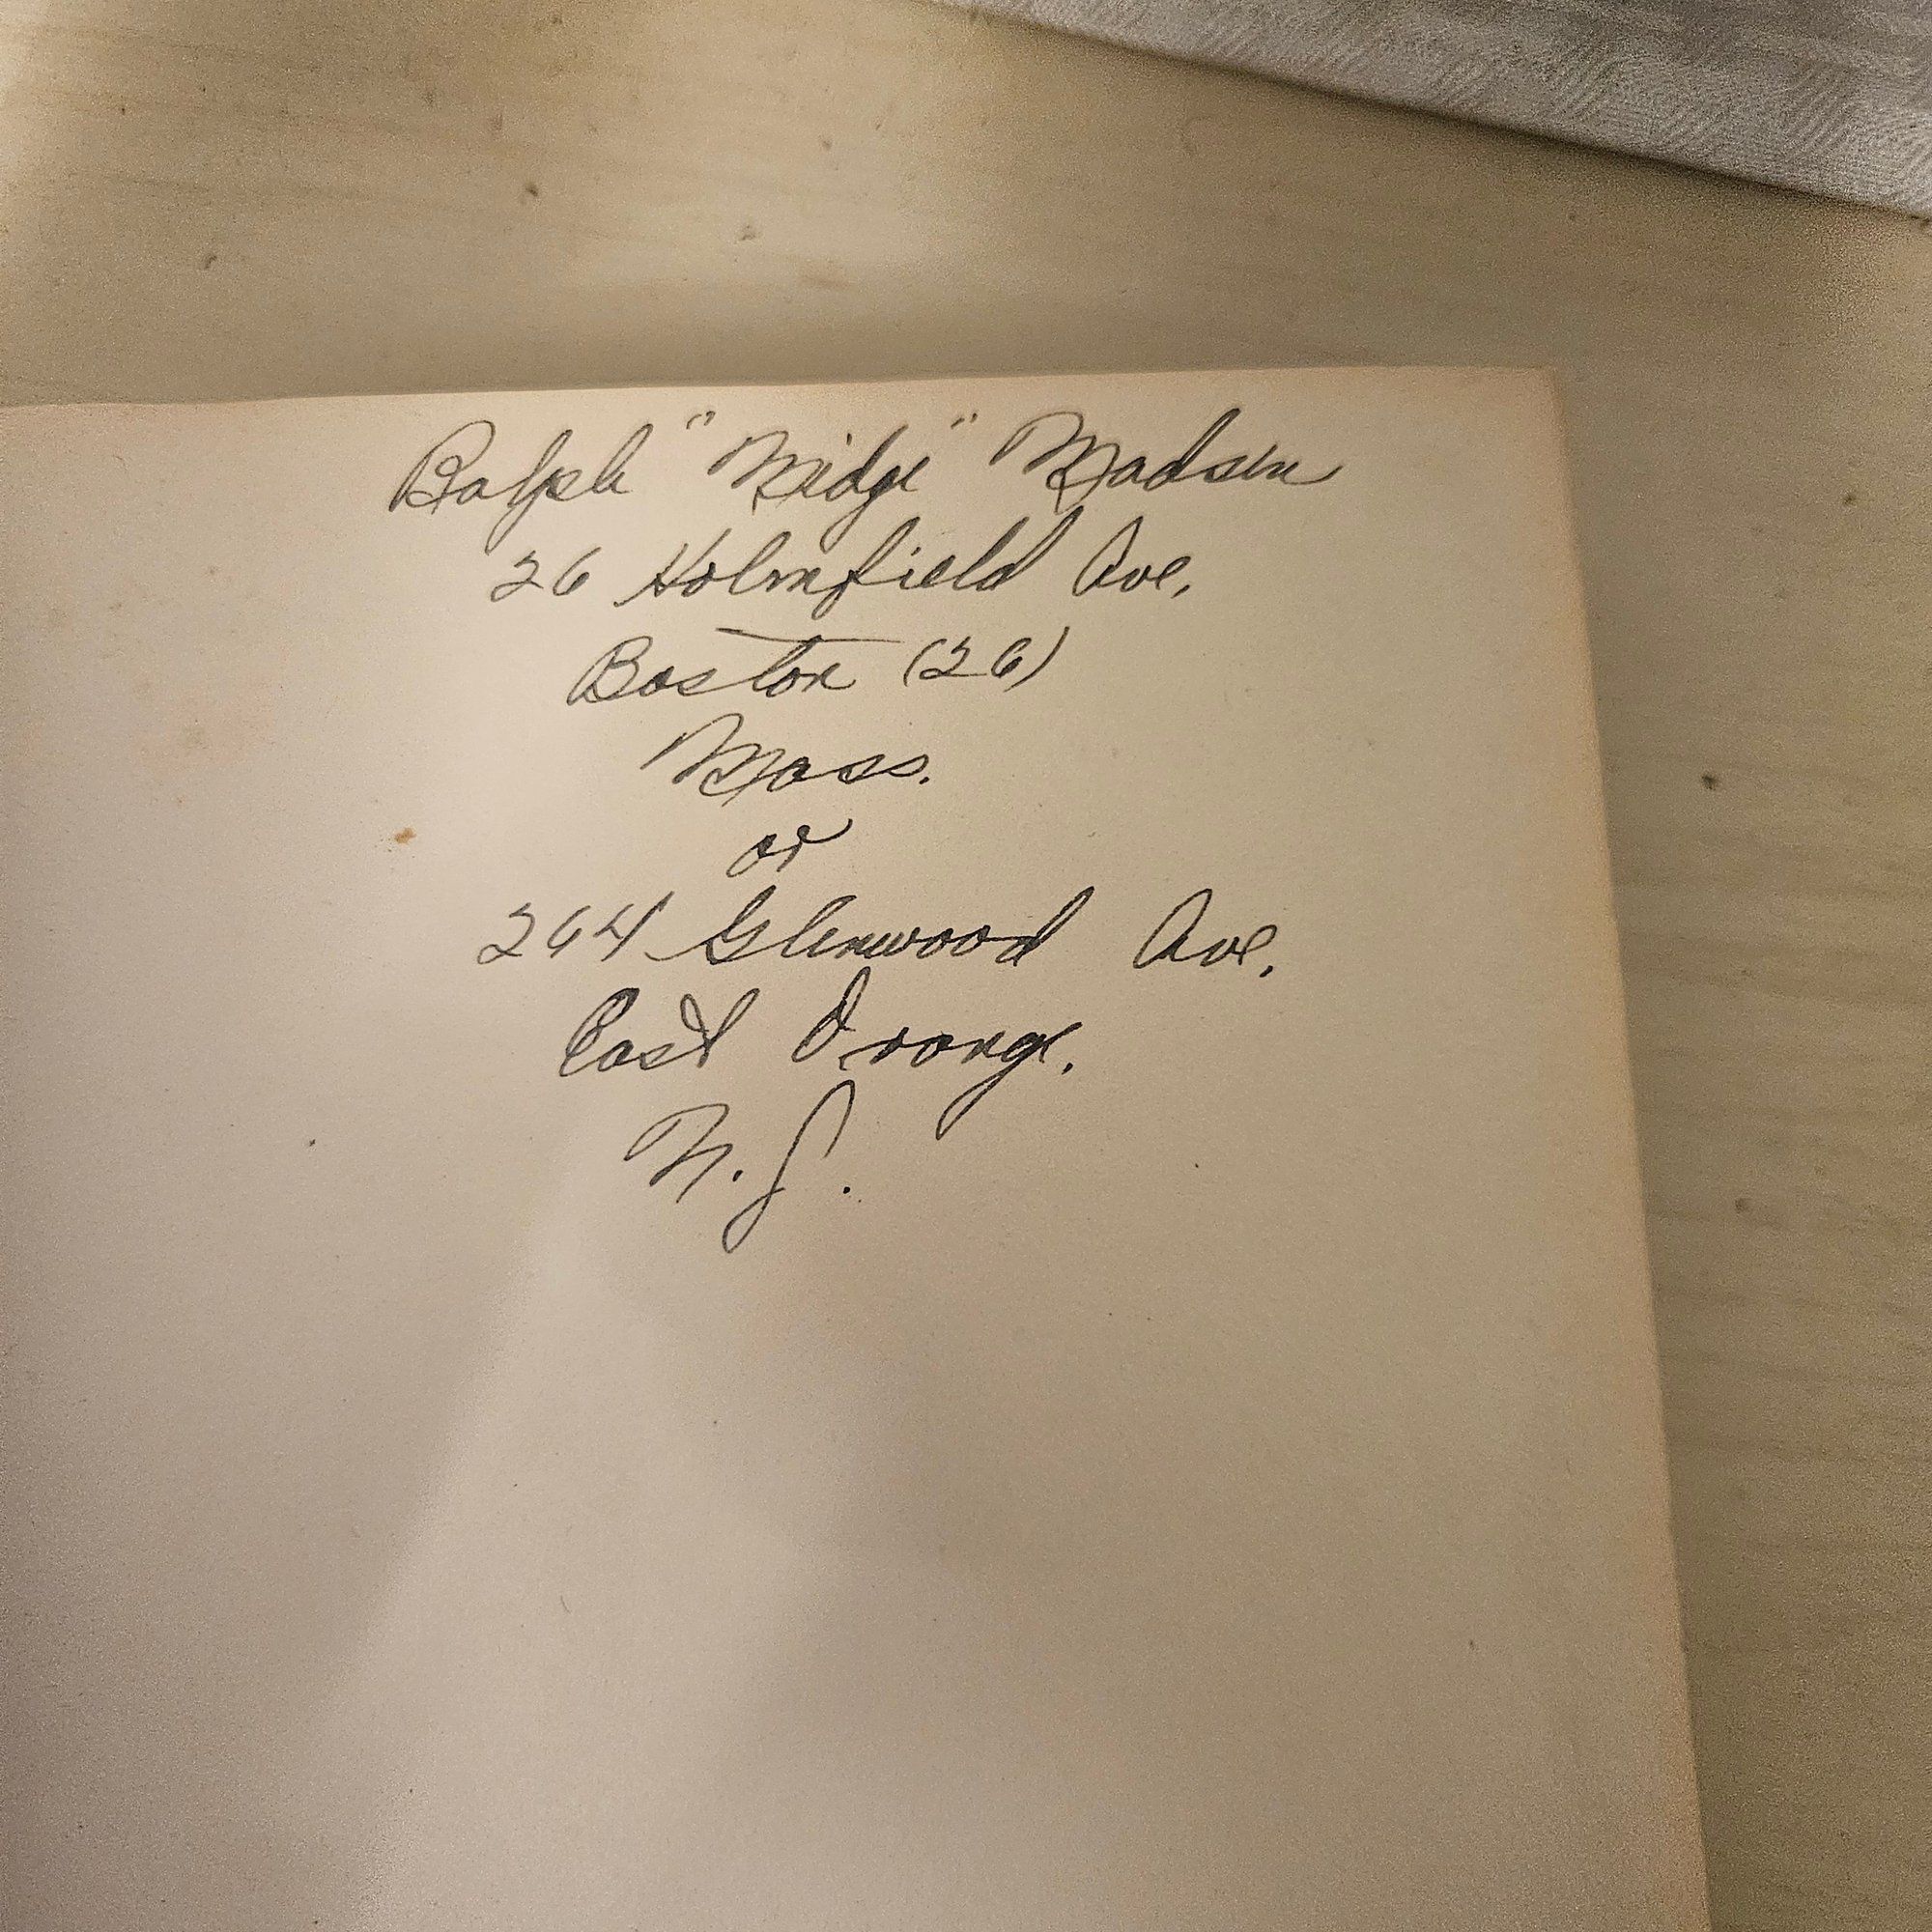 Ralph "Midge" Madsen
26 Holmfield Ave.
Boston (26)
Mass.
or
264 Glenwood Ave.
East Orange.
N.J.